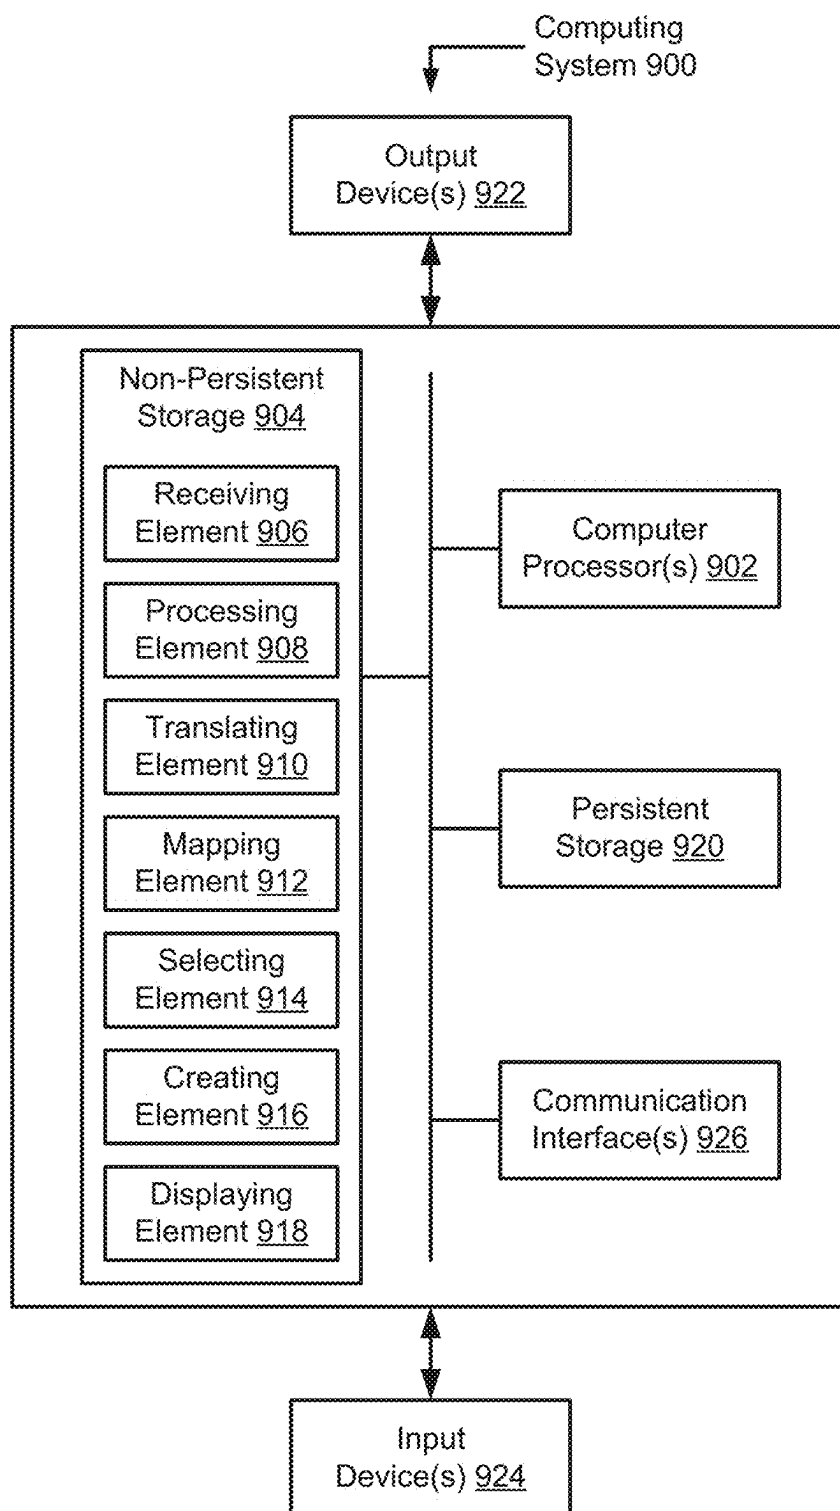 Computing
System 900
Output
Device(s) 922
Non-Persistent
Storage 904
Receiving
Element 906
Processing
Element 908
Translating
Element 910
Mapping
Element 912
Selecting
Element 914
Creating
Element 916
Displaying
Element 918
Computer
Processor(s) 902
Persistent
Storage 920
Communication
Interface(s) 926
Input
Device(s) 924